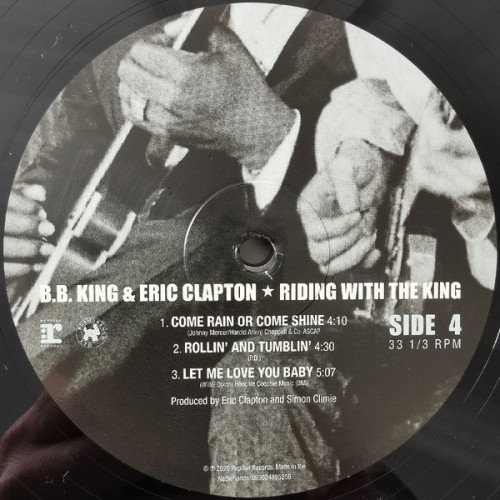 B.B. KING & ERIC CLAPTON ★ RIDING WITH THE KING
1. COME RAIN OR COME SHINE 4:10
(Johnny Mercer/Harold Arlen) Chappell & Co. ASCAP
2. ROLLIN' AND TUMBLIN' 4:30
(P.D.)
3. LET ME LOVE YOU BABY 5:07
(Willie Dixon) Hoochie Coochie Music (BMI)
Produced by Eric Clapton and Simon Climie
SIDE 4
33 1/3 RPM
REPRISE
r
© ℗ 2020 Reprise Records. Made in the
Netherlands.